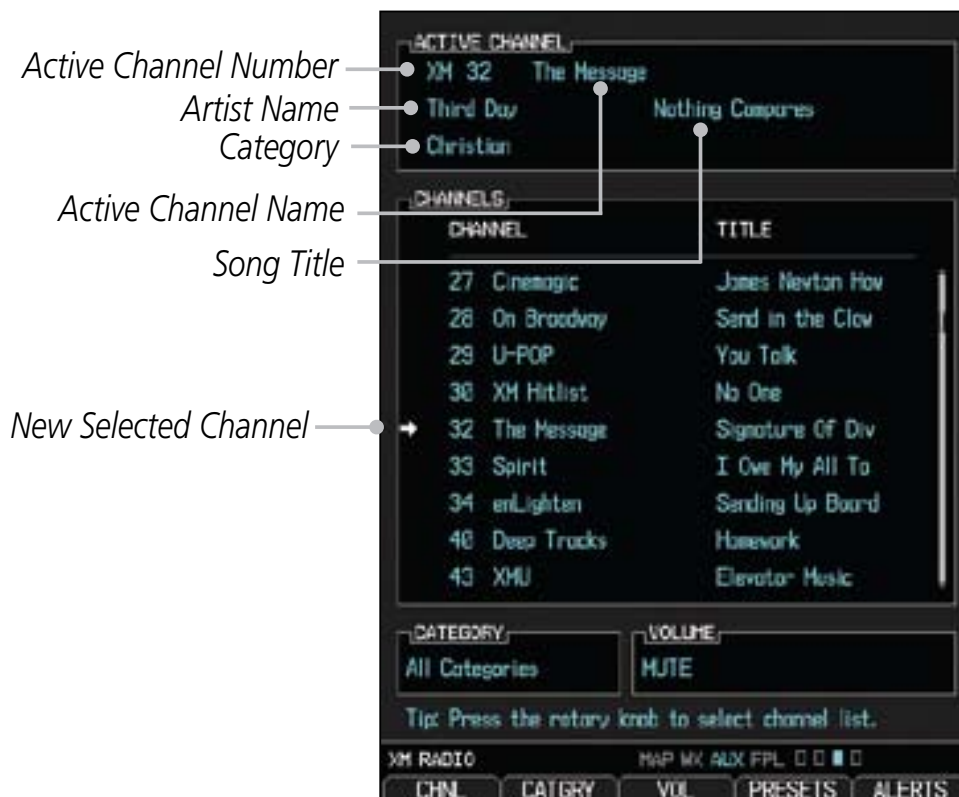 Active Channel Number
Artist Name
Category
Active Channel Name
Song Title
New Selected Channel
ACTIVE CHANNEL
XM 32 The Message
Third Day Nothing Compares
Christian
CHANNELS
CHANNEL TITLE
27 Cinemagic James Newton How
28 On Broadway Send in the Clow
29 U-POP You Talk
30 XM Hitlist No One
32 The Message Signature Of Div
33 Spirit I Owe My All To
34 enLighten Sending Up Board
40 Deep Tracks Homework
43 XMU Elevator Music
CATEGORY VOLUME
All Categories MUTE
Tip: Press the rotary knob to select channel list.
XM RADIO MAP WX AUX FPL
CHNL CATGRY VOL PRESETS ALERTS